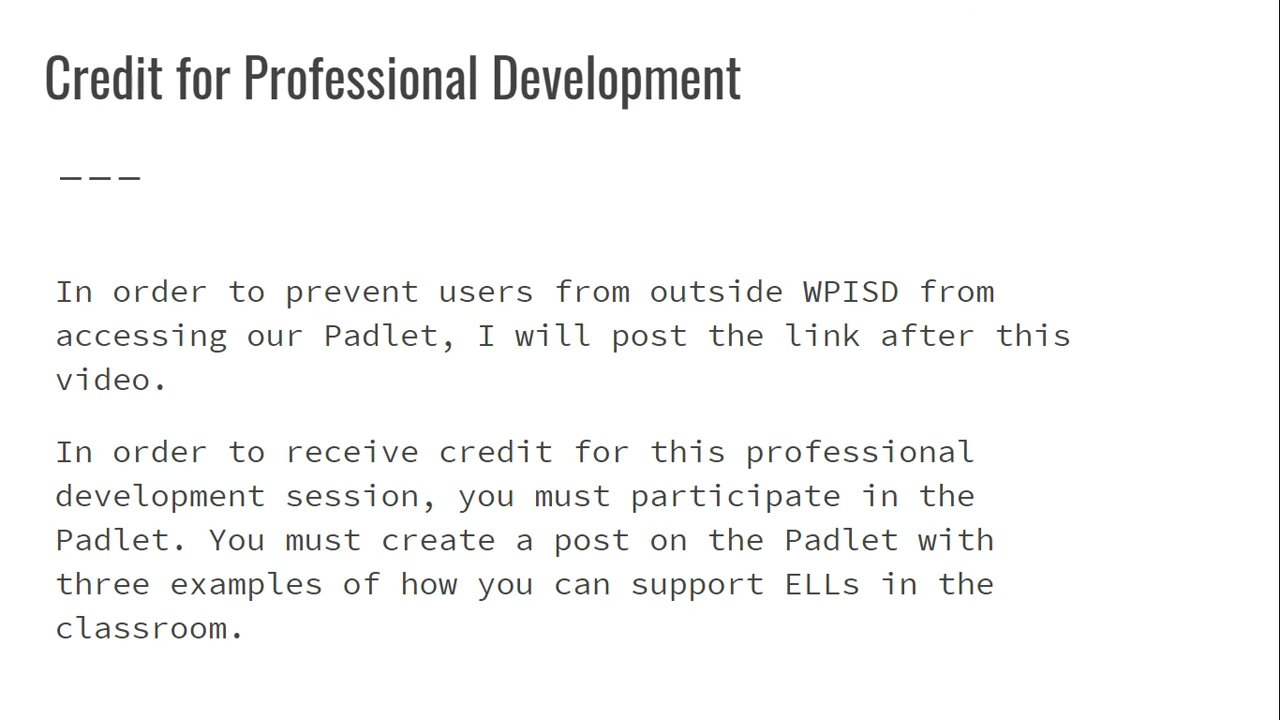 Credit for Professional Development
In order to prevent users from outside WPISD from
accessing our Padlet, I will post the link after this
video.
In order to receive credit for this professional
development session, you must participate in the
Padlet. You must create a post on the Padlet with
three examples of how you can support ELLs in the
classroom.